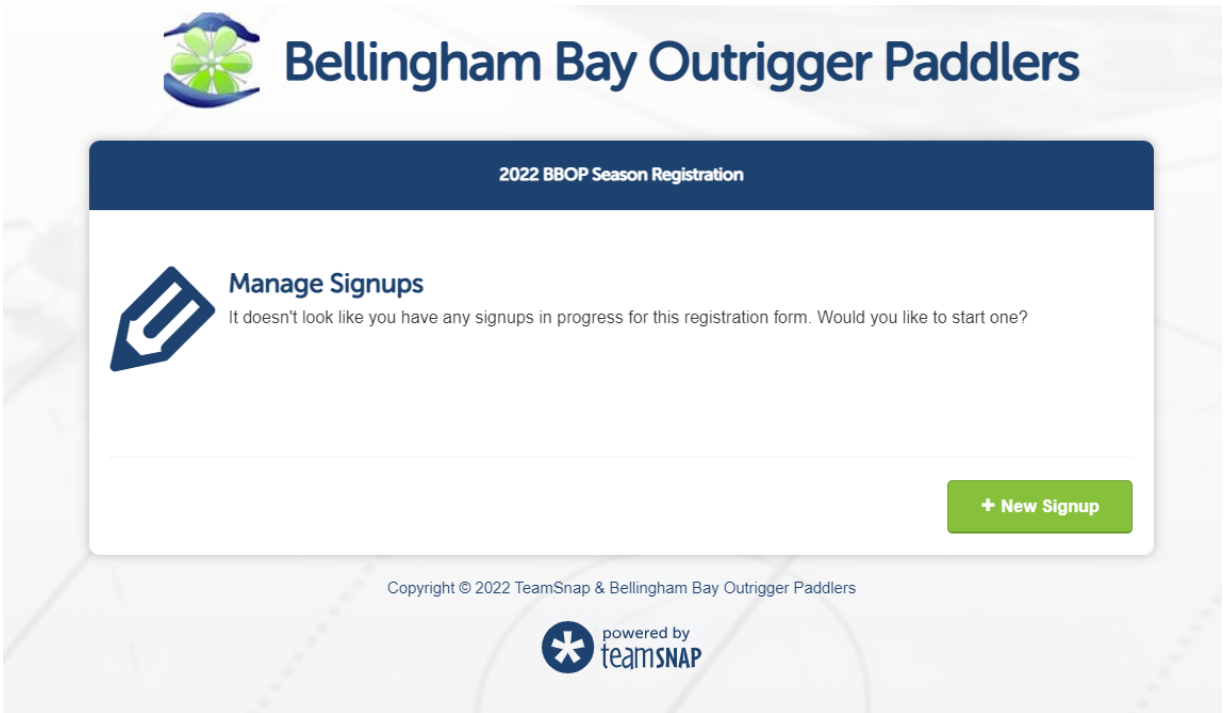 Bellingham Bay Outrigger Paddlers
2022 BBOP Season Registration
Manage Signups
It doesn't look like you have any signups in progress for this registration form. Would you like to start one?
+ New Signup
Copyright © 2022 TeamSnap & Bellingham Bay Outrigger Paddlers
powered by
teamSNAP